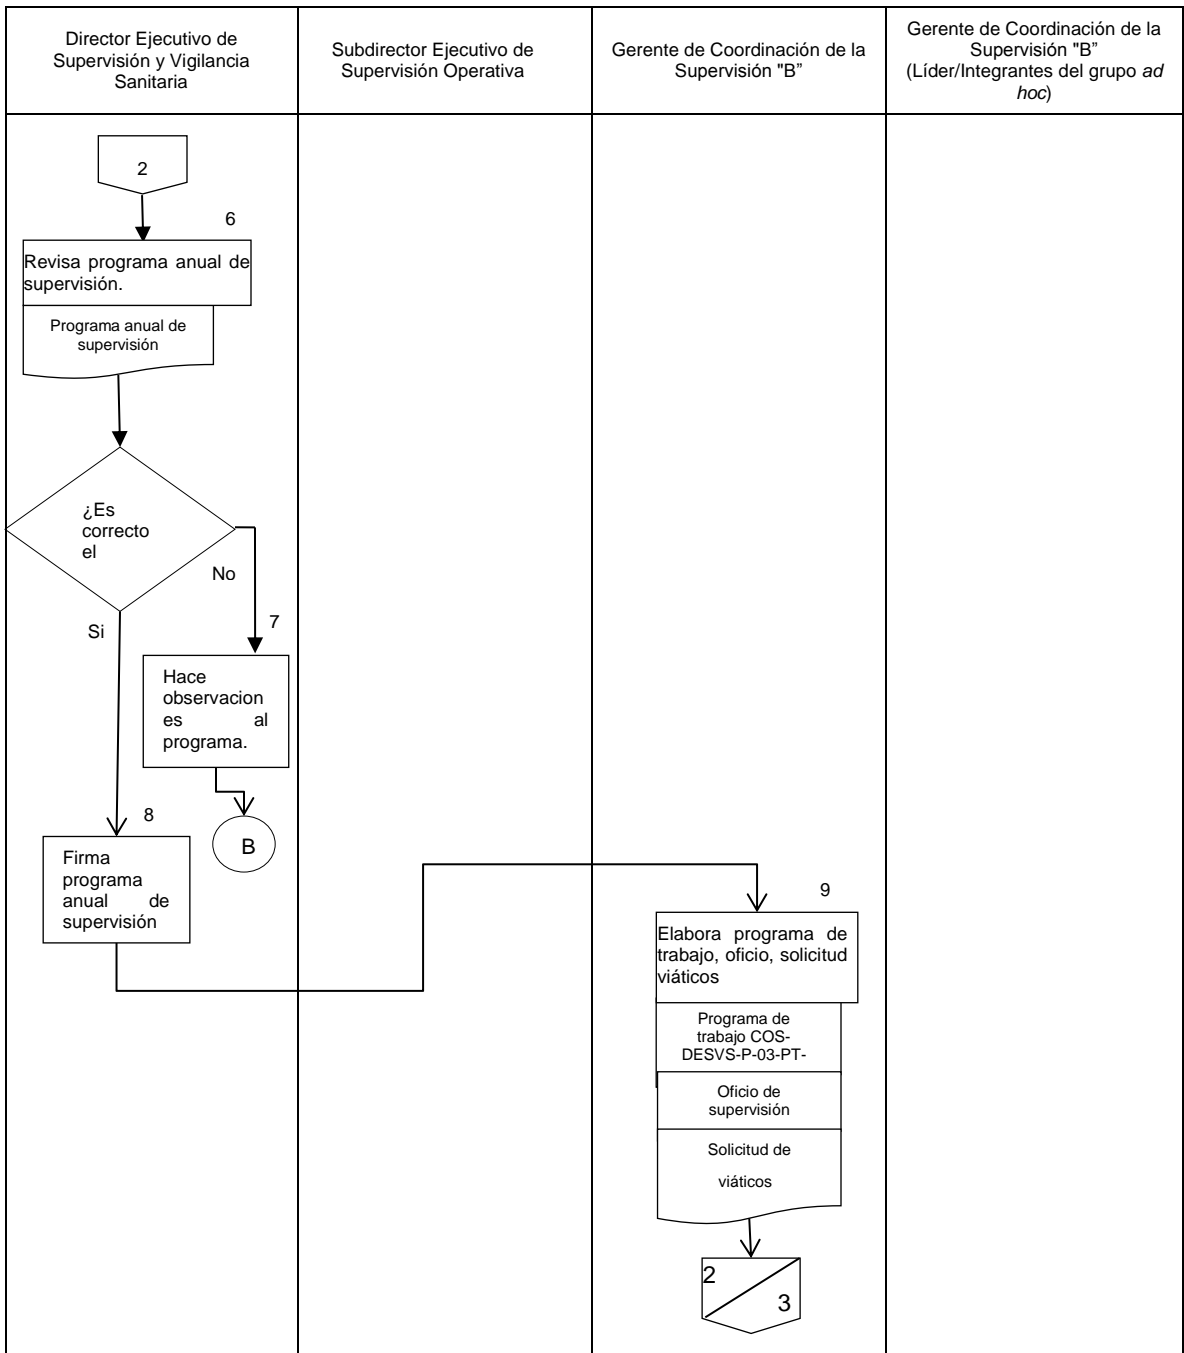 Director Ejecutivo de
Supervisión y Vigilancia
Sanitaria
Subdirector Ejecutivo de
Supervisión Operativa
Gerente de Coordinación de la
Supervisión "B”
Gerente de Coordinación de la
Supervisión "B”
(Líder/Integrantes del grupo ad
hoc)
2
6
Revisa programa anual de
supervisión.
Programa anual de
supervisión
¿Es
correcto
el
No
Si
7
Hace
observacion
es al
programa.
B
8
Firma
programa
anual de
supervisión
9
Elabora programa de
trabajo, oficio, solicitud
viáticos
Programa de
trabajo COS-
DESVS-P-03-PT-
Oficio de
supervisión
Solicitud de
viáticos
2
3